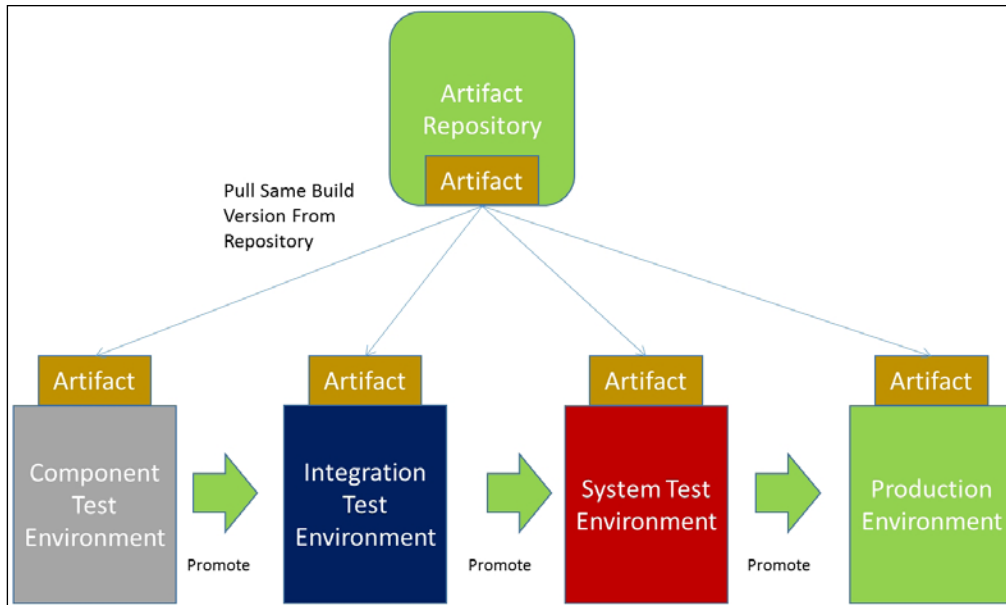 Artifact
Repository
Artifact
Pull Same Build
Version From
Repository
Artifact
Artifact
Artifact
Artifact
Component
Test
Environment
Integration
Test
Environment
System Test
Environment
Production
Environment
Promote
Promote
Promote